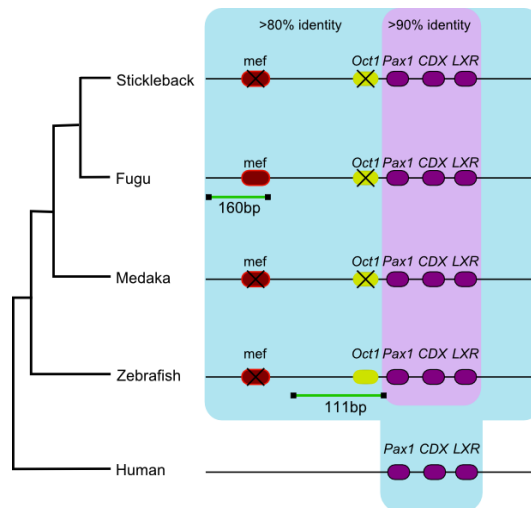 >80% identity >90% identity
mef Oct1 Pax1 CDX LXR
Stickleback
mef Oct1 Pax1 CDX LXR
Fugu
160bp
mef Oct1 Pax1 CDX LXR
Medaka
mef Oct1 Pax1 CDX LXR
Zebrafish
111bp
Pax1 CDX LXR
Human